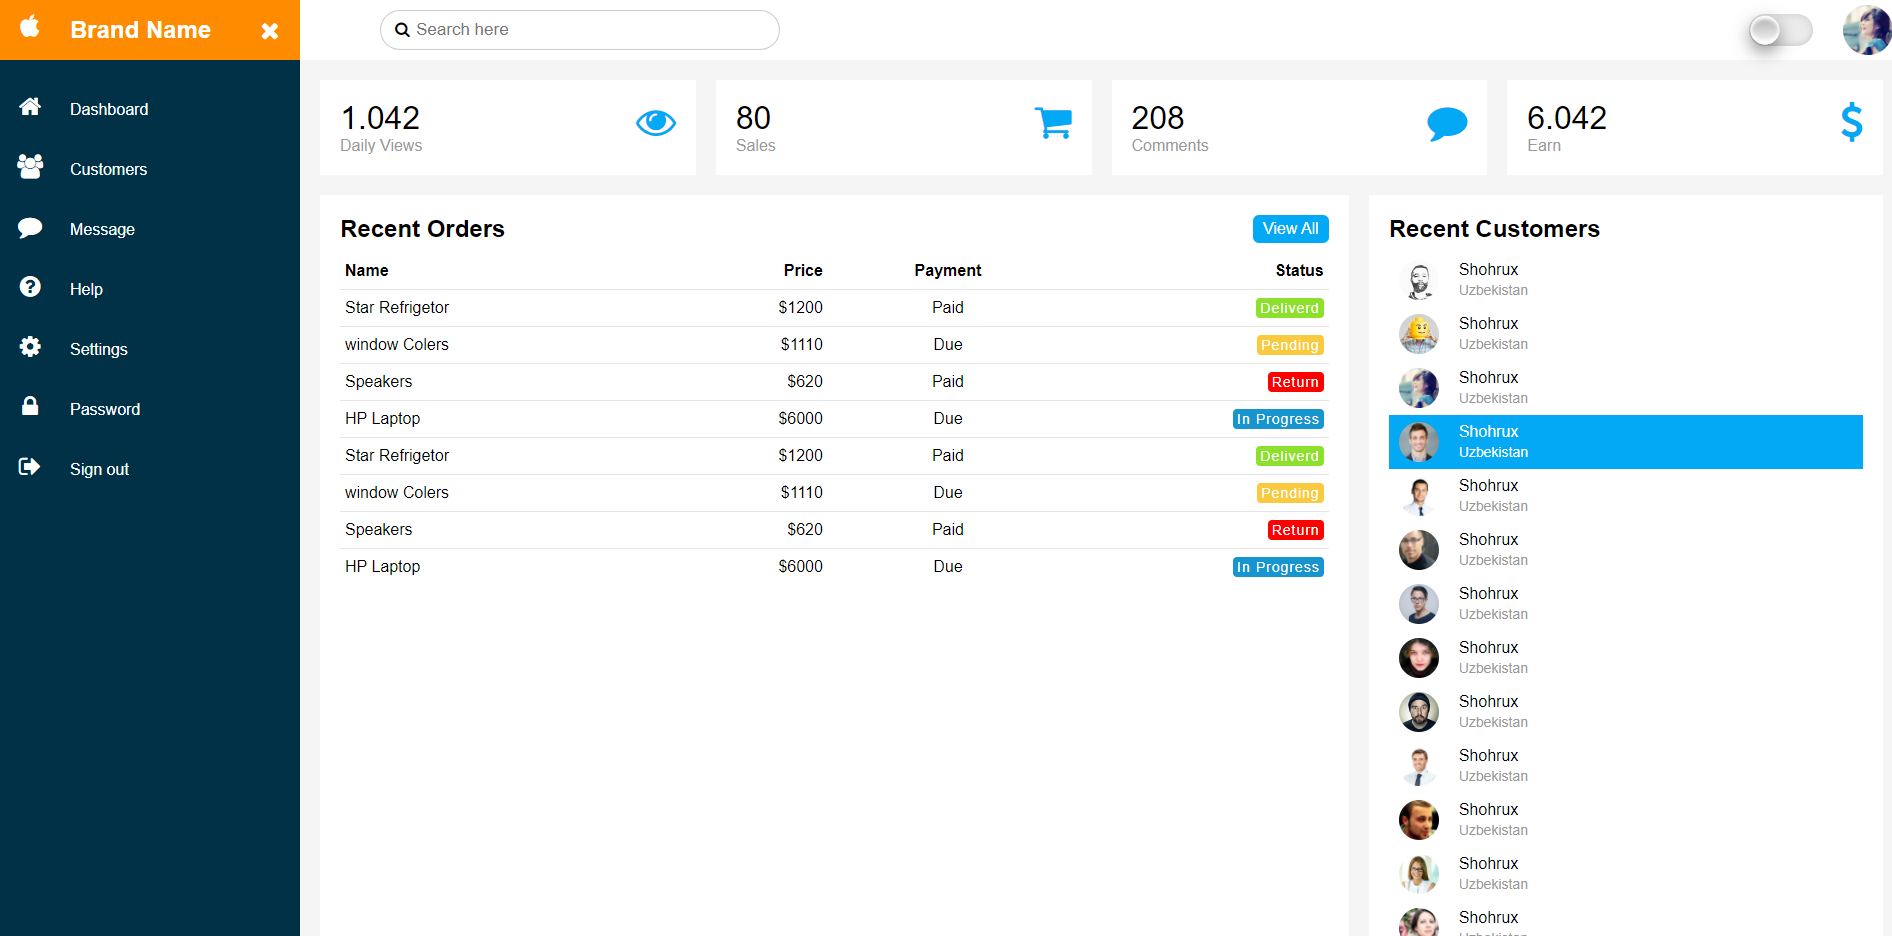 Brand Name
Search here
Dashboard
Customers
Message
Help
Settings
Password
Sign out
1.042
Daily Views
80
Sales
208
Comments
6.042
Earn
Recent Orders
View All
Name Price Payment Status
Star Refrigetor $1200 Paid Deliverd
window Colers $1110 Due Pending
Speakers $620 Paid Return
HP Laptop $6000 Due In Progress
Star Refrigetor $1200 Paid Deliverd
window Colers $1110 Due Pending
Speakers $620 Paid Return
HP Laptop $6000 Due In Progress
Recent Customers
Shohrux
Uzbekistan
Shohrux
Uzbekistan
Shohrux
Uzbekistan
Shohrux
Uzbekistan
Shohrux
Uzbekistan
Shohrux
Uzbekistan
Shohrux
Uzbekistan
Shohrux
Uzbekistan
Shohrux
Uzbekistan
Shohrux
Uzbekistan
Shohrux
Uzbekistan
Shohrux
Uzbekistan
Shohrux